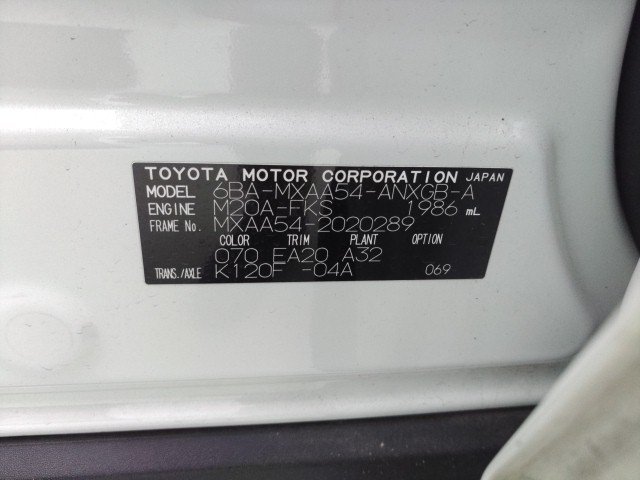 TOYOTA MOTOR CORPORATION JAPAN
MODEL 6BA-MXAA54-ANXGB-A
ENGINE M20A-FKS 1986 mL
FRAME No. MXAA54-2020289
COLOR TRIM PLANT OPTION
070 EA20 A32
TRANS./AXLE K120F -04A 069